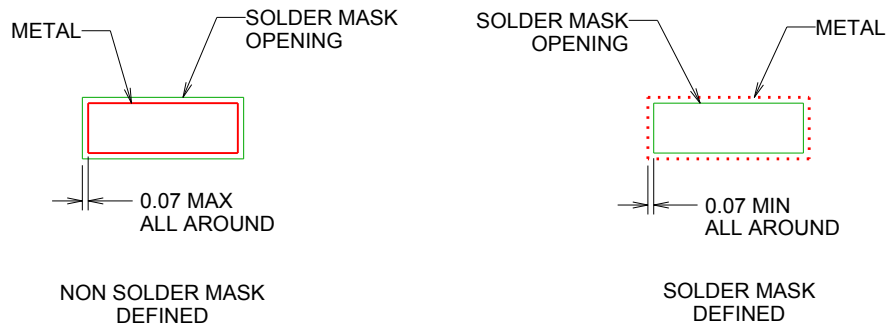 METAL
SOLDER MASK
OPENING
0.07 MAX
ALL AROUND
NON SOLDER MASK
DEFINED
SOLDER MASK
OPENING
METAL
0.07 MIN
ALL AROUND
SOLDER MASK
DEFINED